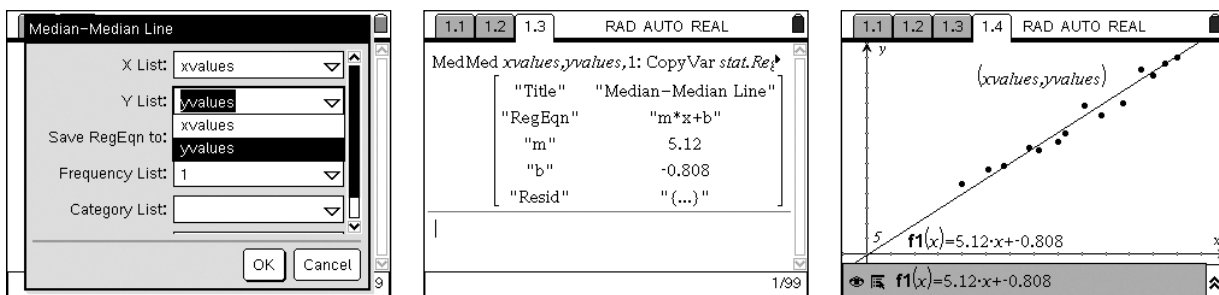 Median–Median Line
X List: xvalues
Y List: yvalues
xvalues
yvalues
Save RegEqn to:
Frequency List: 1
Category List:
OK Cancel
9
1.1 1.2 1.3 RAD AUTO REAL
MedMed xvalues,yvalues,1: CopyVar stat.Reg
"Title" "Median–Median Line"
"RegEqn" "m*x+b"
"m" 5.12
"b" -0.808
"Resid" "{...}"
1/99
1.1 1.2 1.3 1.4 RAD AUTO REAL
y
(xvalues,yvalues)
5
f1(x)=5.12·x+-0.808
x
f1(x)=5.12·x+-0.808